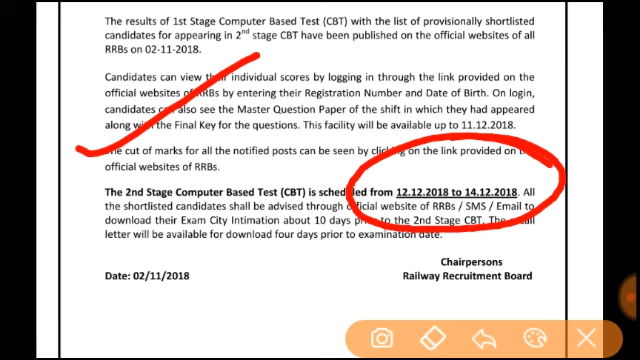 The results of 1st Stage Computer Based Test (CBT) with the list of provisionally shortlisted
candidates for appearing in 2nd stage CBT have been published on the official websites of all
RRBs on 02-11-2018.
Candidates can view their individual scores by logging in through the link provided on the
official websites of RRBs by entering their Registration Number and Date of Birth. On login,
candidates can also see the Master Question Paper of the shift in which they had appeared
along with the Final Key for the questions. This facility will be available up to 11.12.2018.
The cut of marks for all the notified posts can be seen by clicking on the link provided on the
official websites of RRBs.
The 2nd Stage Computer Based Test (CBT) is scheduled from 12.12.2018 to 14.12.2018. All
the shortlisted candidates shall be advised through official website of RRBs / SMS / Email to
download their Exam City Intimation about 10 days prior to the 2nd Stage CBT. The e-call
letter will be available for download four days prior to examination date.
Chairpersons
Date: 02/11/2018 Railway Recruitment Board